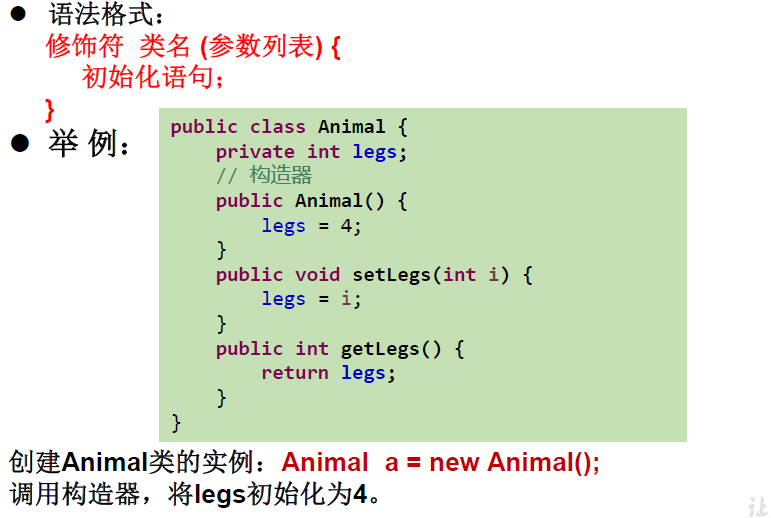 ● 语法格式：
修饰符 类名 (参数列表) {
初始化语句；
}
● 举 例：
public class Animal {
private int legs;
// 构造器
public Animal() {
legs = 4;
}
public void setLegs(int i) {
legs = i;
}
public int getLegs() {
return legs;
}
}
创建Animal类的实例：Animal a = new Animal();
调用构造器，将legs初始化为4。
让